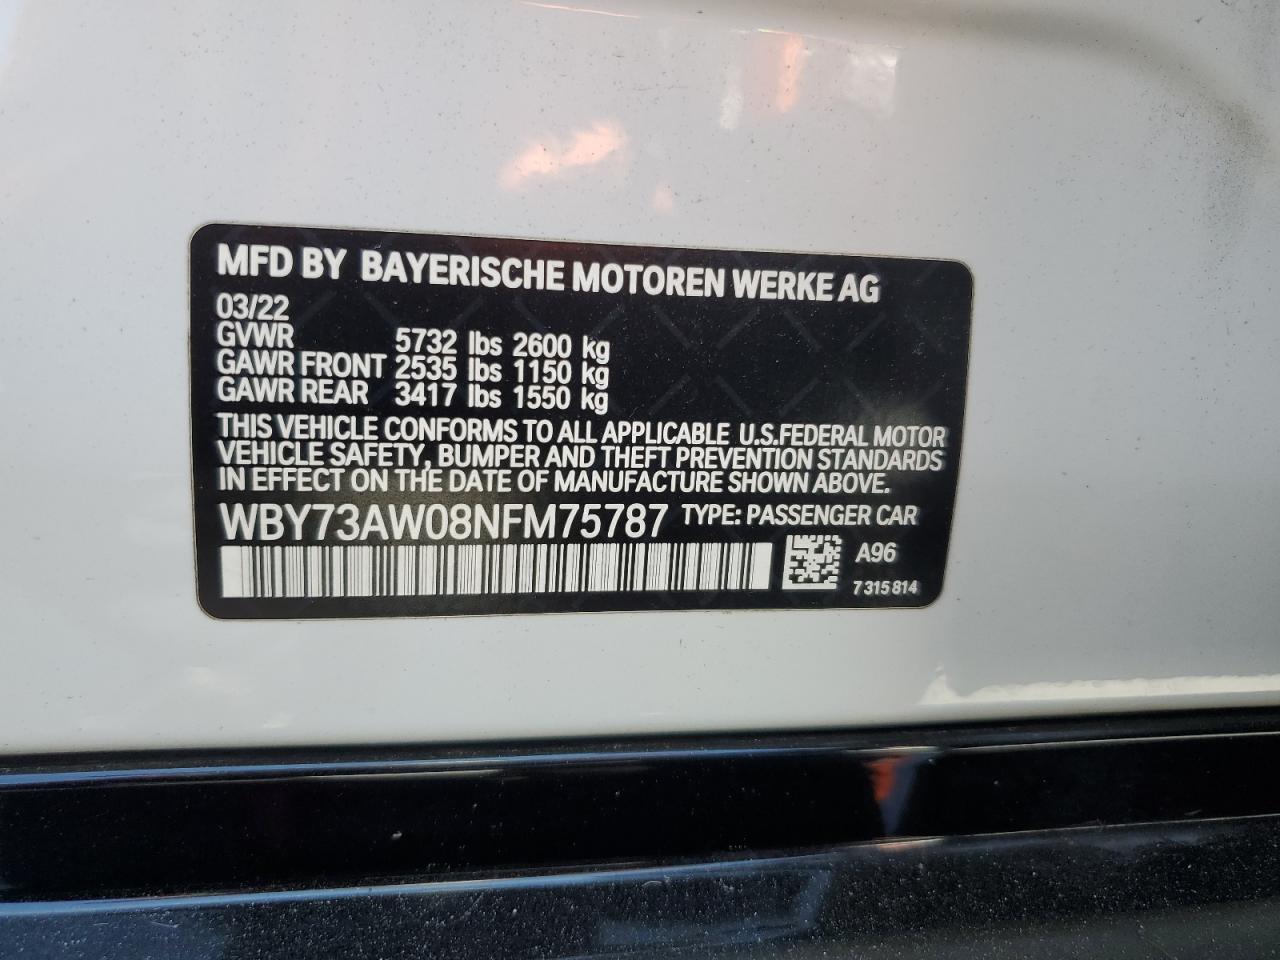 MFD BY BAYERISCHE MOTOREN WERKE AG
03/22
GVWR 5732 lbs 2600 kg
GAWR FRONT 2535 lbs 1150 kg
GAWR REAR 3417 lbs 1550 kg
THIS VEHICLE CONFORMS TO ALL APPLICABLE U.S.FEDERAL MOTOR
VEHICLE SAFETY, BUMPER AND THEFT PREVENTION STANDARDS
IN EFFECT ON THE DATE OF MANUFACTURE SHOWN ABOVE.
WBY73AW08NFM75787 TYPE: PASSENGER CAR
A96
7 315 814